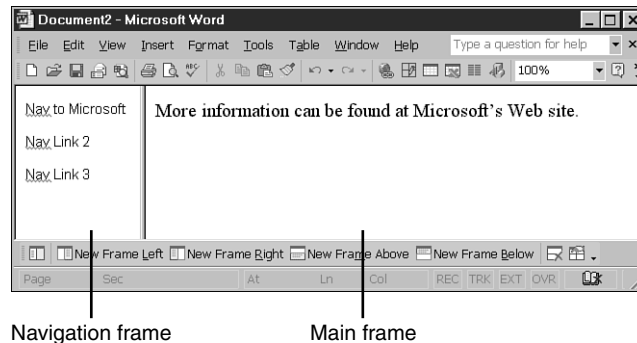 Document2 - Microsoft Word
File Edit View Insert Format Tools Table Window Help Type a question for help
100%
Nav to Microsoft
More information can be found at Microsoft's Web site.
Nav Link 2
Nav Link 3
New Frame Left New Frame Right New Frame Above New Frame Below
Page Sec At Ln Col REC TRK EXT OVR
Navigation frame Main frame